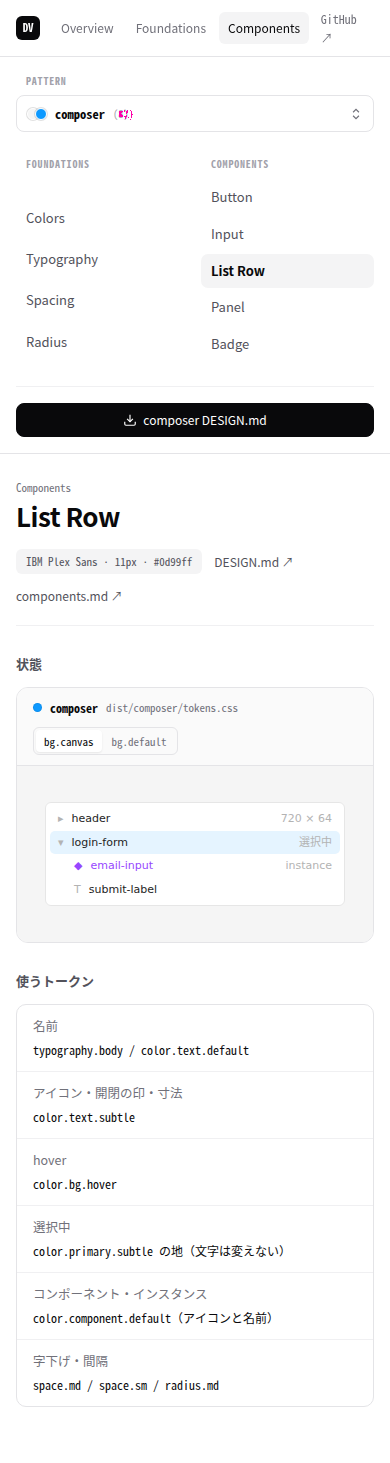 DV
Overview
Foundations
Components
GitHub ↗
PATTERN
composer
FOUNDATIONS
Colors
Typography
Spacing
Radius
COMPONENTS
Button
Input
List Row
Panel
Badge
composer DESIGN.md
Components
List Row
IBM Plex Sans · 11px · #0d99ff
DESIGN.md ↗
components.md ↗
状態
composer dist/composer/tokens.css
bg.canvas bg.default
▸ header 720 × 64
▾ login-form 選択中
◆ email-input instance
T submit-label
使うトークン
名前
typography.body / color.text.default
アイコン・開閉の印・寸法
color.text.subtle
hover
color.bg.hover
選択中
color.primary.subtle の地（文字は変えない）
コンポーネント・インスタンス
color.component.default（アイコンと名前）
字下げ・間隔
space.md / space.sm / radius.md